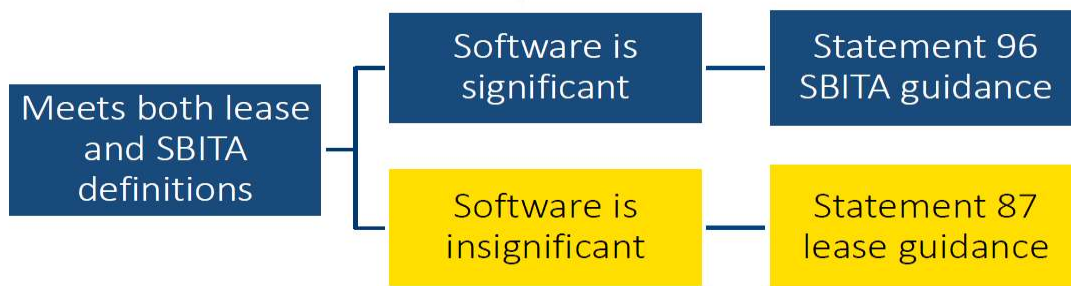 Meets both lease
and SBITA
definitions
Software is
significant
Statement 96
SBITA guidance
Software is
insignificant
Statement 87
lease guidance